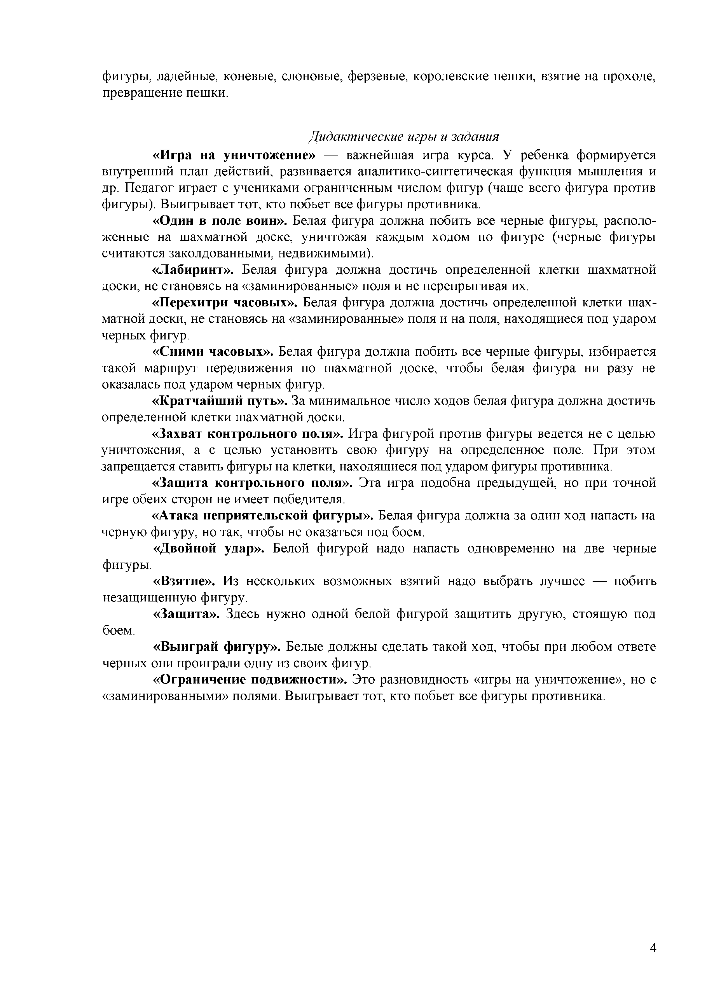 фигуры, ладейные, коневые, слоновые, ферзевые, королевские пешки, взятие на проходе,
превращение пешки.
Дидактические игры и задания
«Игра на уничтожение» — важнейшая игра курса. У ребенка формируется
внутренний план действий, развивается аналитико-синтетическая функция мышления и
др. Педагог играет с учениками ограниченным числом фигур (чаще всего фигура против
фигуры). Выигрывает тот, кто побьет все фигуры противника.
«Один в поле воин». Белая фигура должна побить все черные фигуры, располо-
женные на шахматной доске, уничтожая каждым ходом по фигуре (черные фигуры
считаются заколдованными, недвижимыми).
«Лабиринт». Белая фигура должна достичь определенной клетки шахматной
доски, не становясь на «заминированные» поля и не перепрыгивая их.
«Перехитри часовых». Белая фигура должна достичь определенной клетки шах-
матной доски, не становясь на «заминированные» поля и на поля, находящиеся под ударом
черных фигур.
«Сними часовых». Белая фигура должна побить все черные фигуры, избирается
такой маршрут передвижения по шахматной доске, чтобы белая фигура ни разу не
оказалась под ударом черных фигур.
«Кратчайший путь». За минимальное число ходов белая фигура должна достичь
определенной клетки шахматной доски.
«Захват контрольного поля». Игра фигурой против фигуры ведется не с целью
уничтожения, а с целью установить свою фигуру на определенное поле. При этом
запрещается ставить фигуры на клетки, находящиеся под ударом фигуры противника.
«Защита контрольного поля». Эта игра подобна предыдущей, но при точной
игре обеих сторон не имеет победителя.
«Атака неприятельской фигуры». Белая фигура должна за один ход напасть на
черную фигуру, но так, чтобы не оказаться под боем.
«Двойной удар». Белой фигурой надо напасть одновременно на две черные
фигуры.
«Взятие». Из нескольких возможных взятий надо выбрать лучшее — побить
незащищенную фигуру.
«Защита». Здесь нужно одной белой фигурой защитить другую, стоящую под
боем.
«Выиграй фигуру». Белые должны сделать такой ход, чтобы при любом ответе
черных они проиграли одну из своих фигур.
«Ограничение подвижности». Это разновидность «игры на уничтожение», но с
«заминированными» полями. Выигрывает тот, кто побьет все фигуры противника.
4